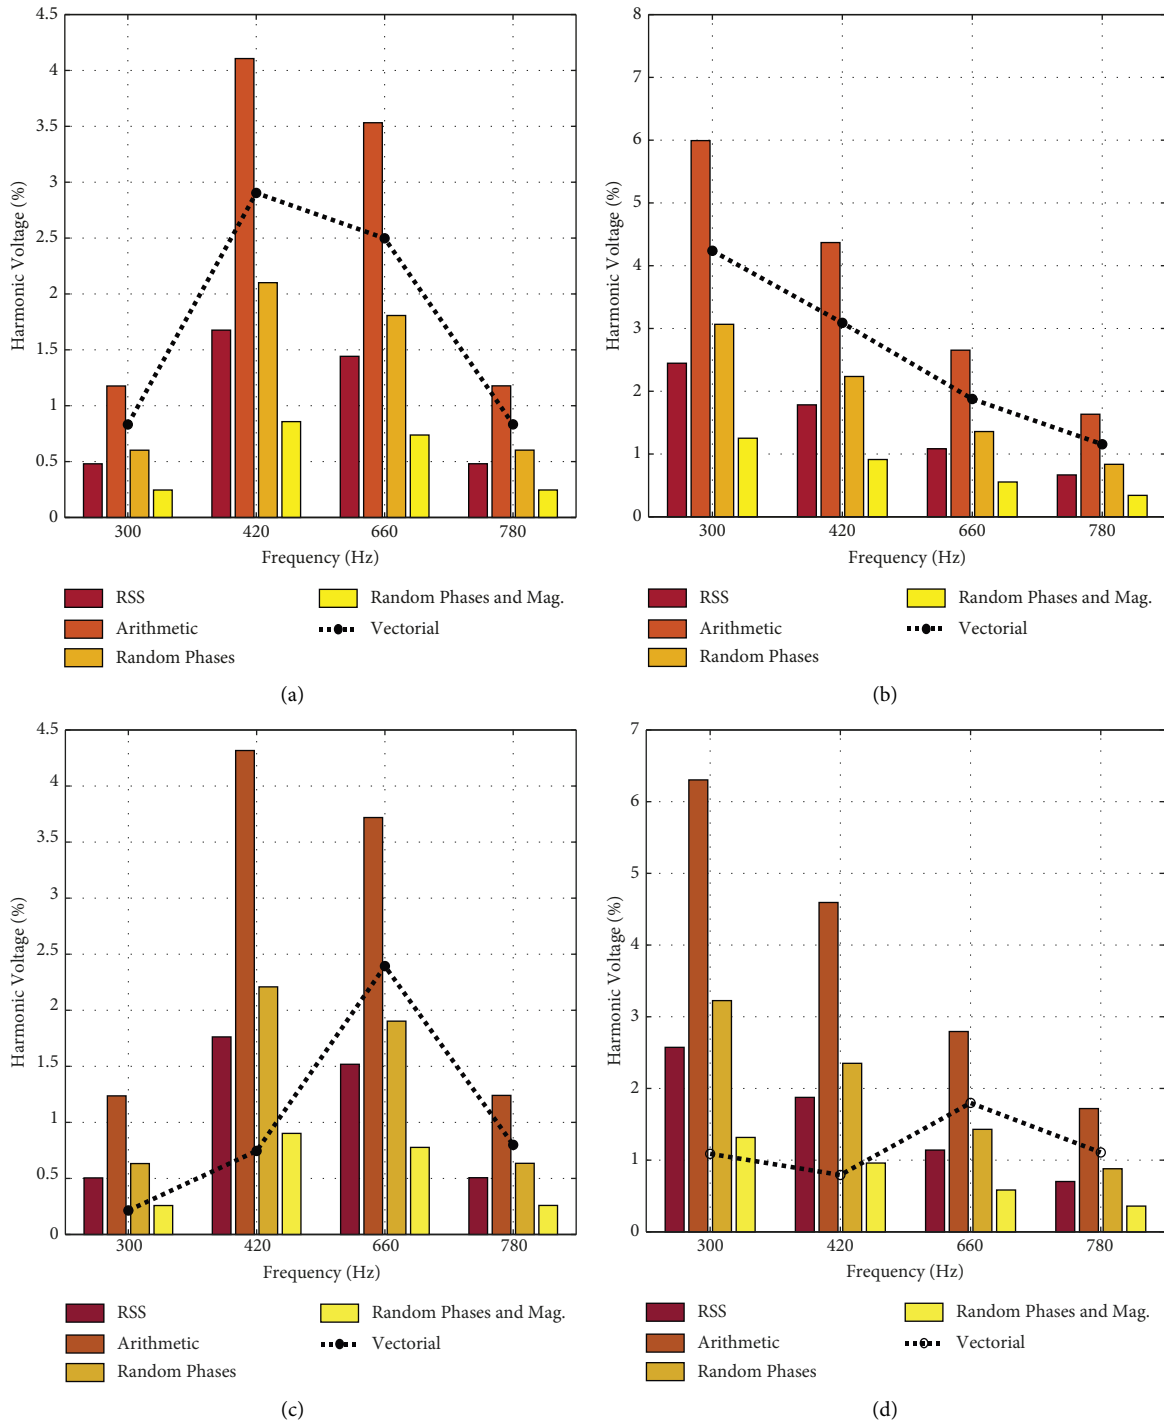 4.5
4
3.5
3
2.5
2
1.5
1
0.5
0
Harmonic Voltage (%)
300 420 660 780
Frequency (Hz)
RSS
Arithmetic
Random Phases
Random Phases and Mag.
Vectorial
(a)
8
7
6
5
4
3
2
1
0
Harmonic Voltage (%)
300 420 660 780
Frequency (Hz)
RSS
Arithmetic
Random Phases
Random Phases and Mag.
Vectorial
(b)
4.5
4
3.5
3
2.5
2
1.5
1
0.5
0
Harmonic Voltage (%)
300 420 660 780
Frequency (Hz)
RSS
Arithmetic
Random Phases
Random Phases and Mag.
Vectorial
(c)
7
6
5
4
3
2
1
0
Harmonic Voltage (%)
300 420 660 780
Frequency (Hz)
RSS
Arithmetic
Random Phases
Random Phases and Mag.
Vectorial
(d)